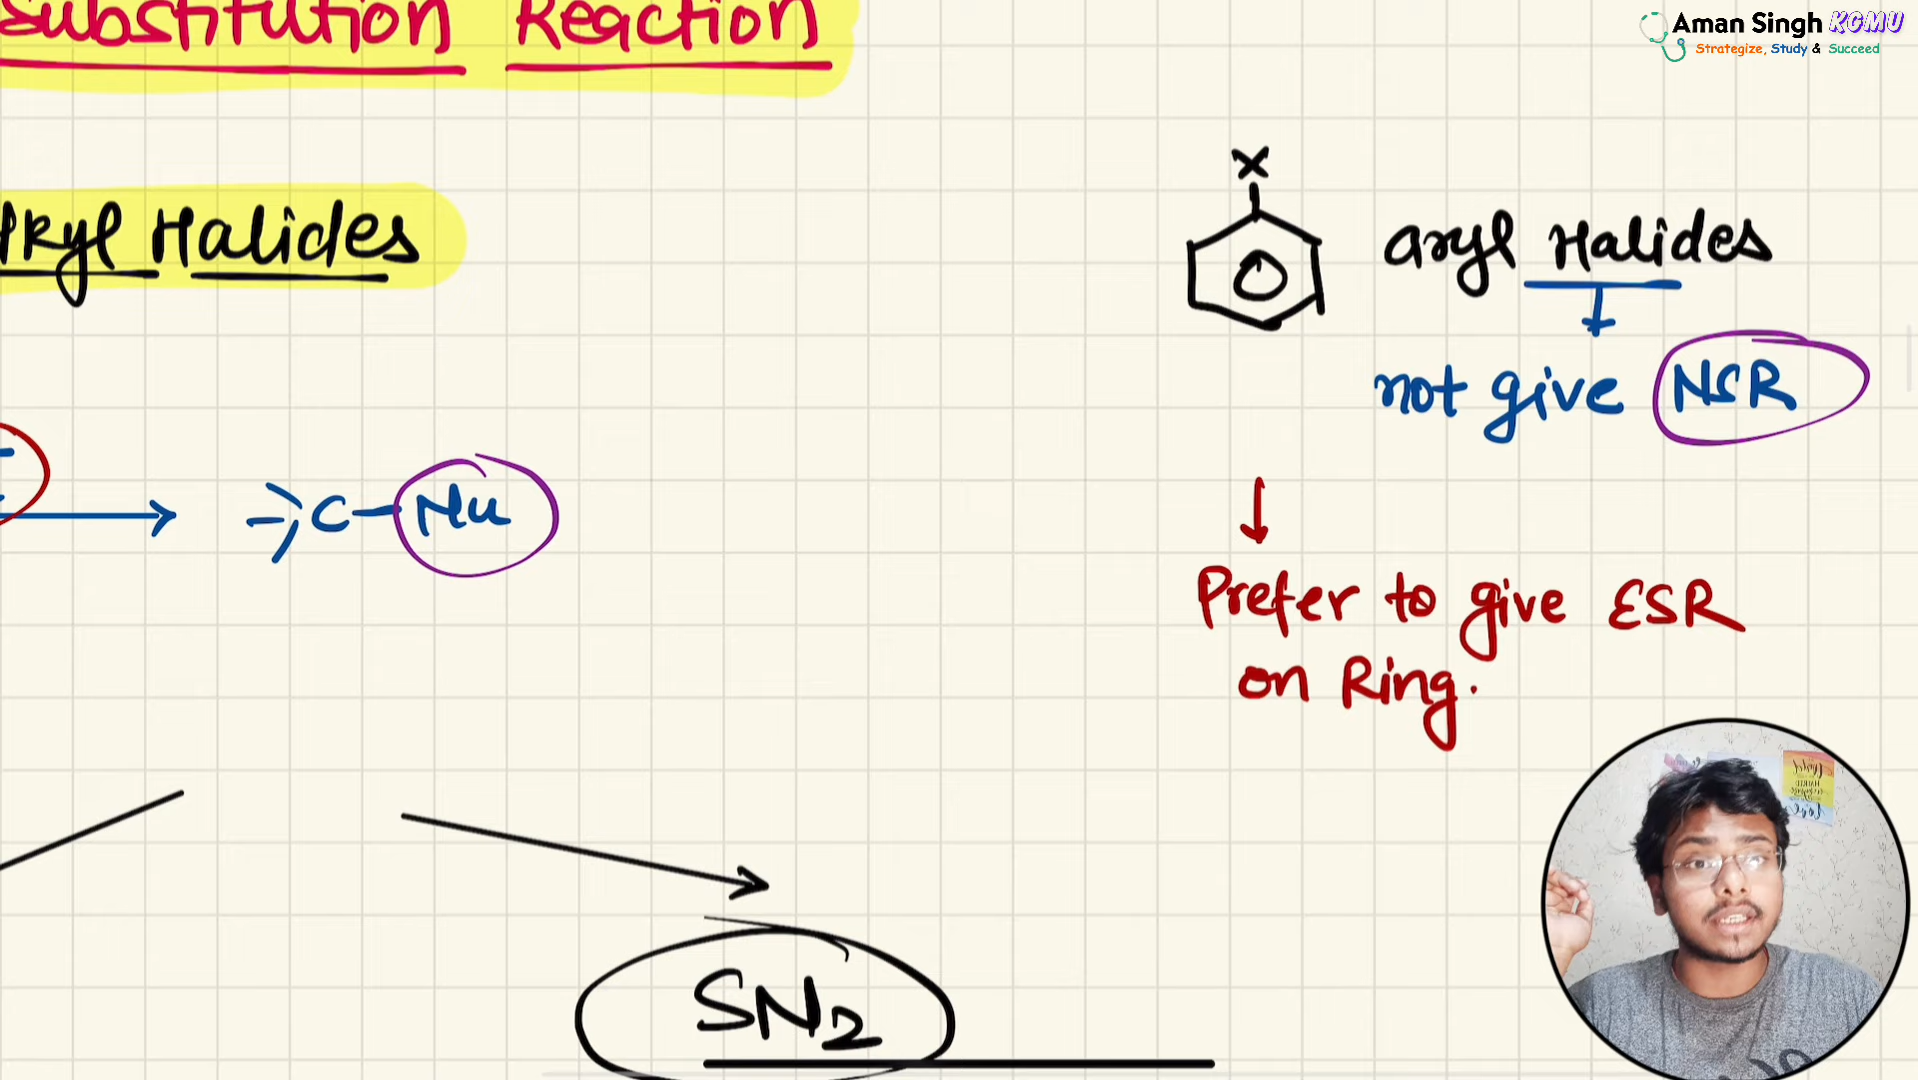 Substitution Reaction
Aman Singh KGMU
Strategize, Study & Succeed
Halides
X
aryl Halides
not give NSR
C-Nu
Prefer to give ESR
on Ring.
SN2